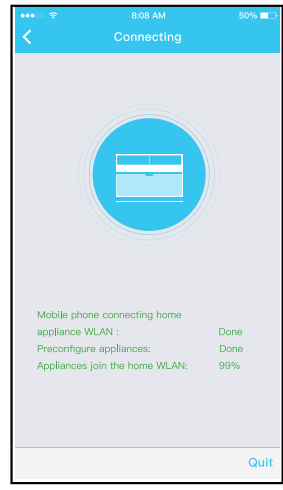 8:08 AM 50%
Connecting
Mobile phone connecting home
appliance WLAN : Done
Preconfigure appliances: Done
Appliances join the home WLAN: 99%
Quit